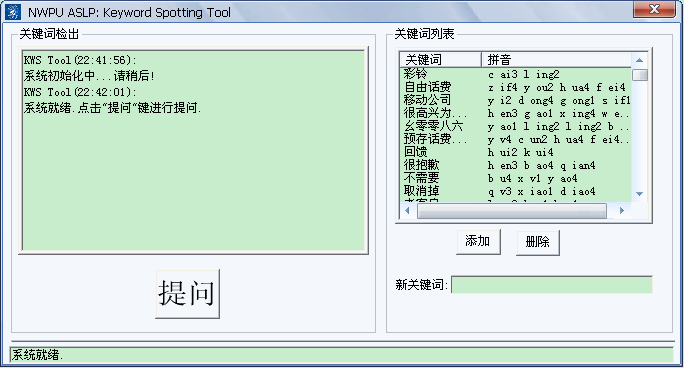 NWPU ASLP: Keyword Spotting Tool
关键词检出
KWS Tool(22:41:56):
系统初始化中...请稍后!
KWS Tool(22:42:01):
系统就绪.点击“提问”键进行提问.
提问
关键词列表
关键词 拼音
彩铃 c ai3 l ing2
自由话费 z if4 y ou2 h ua4 f ei4
移动公司 y i2 d ong4 g ong1 s if1
很高兴为... h en3 g ao1 x ing4 w e...
幺零零八六 y ao1 l ing2 l ing2 b ...
预存话费... y v4 c un2 h ua4 f ei4...
回馈 h ui2 k ui4
很抱歉 h en3 b ao4 q ian4
不需要 b u4 x v1 y ao4
取消掉 q v3 x iao1 d iao4
添加 删除
新关键词:
系统就绪.